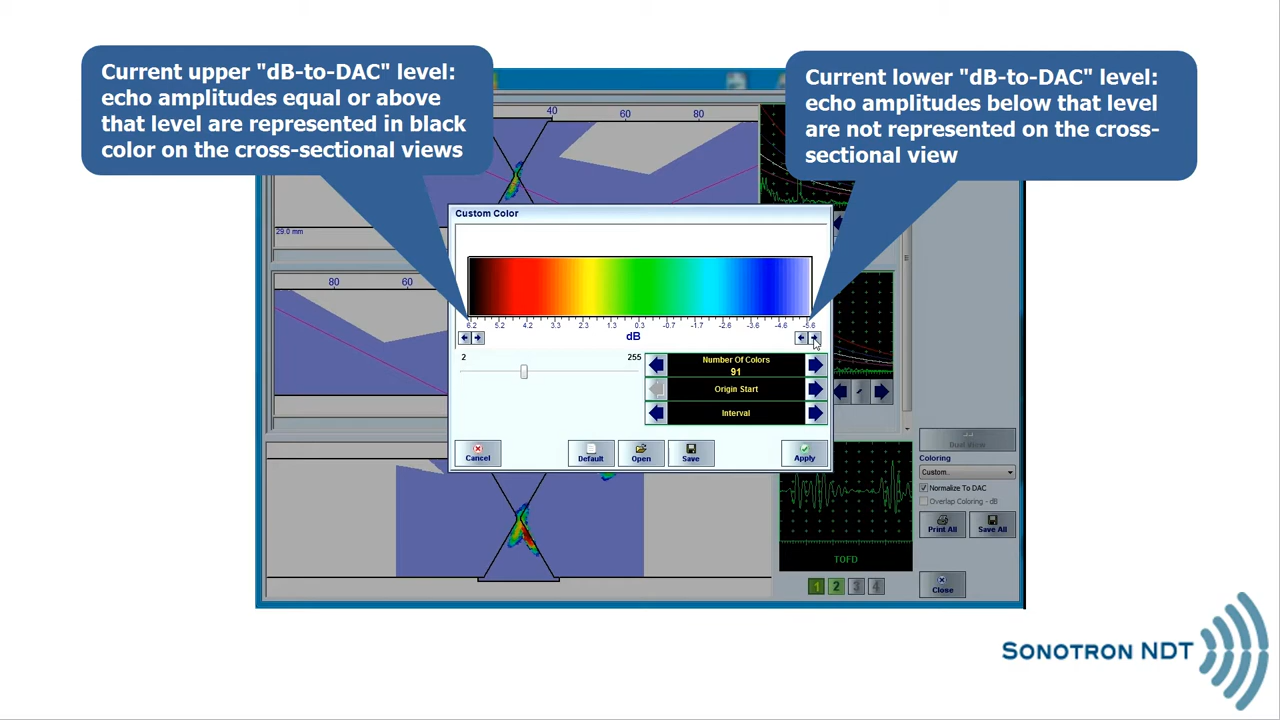 Current upper "dB-to-DAC" level:
echo amplitudes equal or above
that level are represented in black
color on the cross-sectional views
Current lower "dB-to-DAC" level:
echo amplitudes below that level
are not represented on the cross-
sectional view
40
60
80
29.0 mm
80
60
Custom Color
6.2 5.2 4.2 3.3 2.3 1.3 0.3 -0.7 -1.7 -2.6 -3.6 -4.6 -5.6
dB
2
255
Number Of Colors
91
Origin Start
Interval
Cancel
Default
Open
Save
Apply
Dual View
Coloring
Custom..
Normalize To DAC
Overlap Coloring - dB
Print All
Save All
TOFD
1 2 3 4
Close
SONOTRON NDT